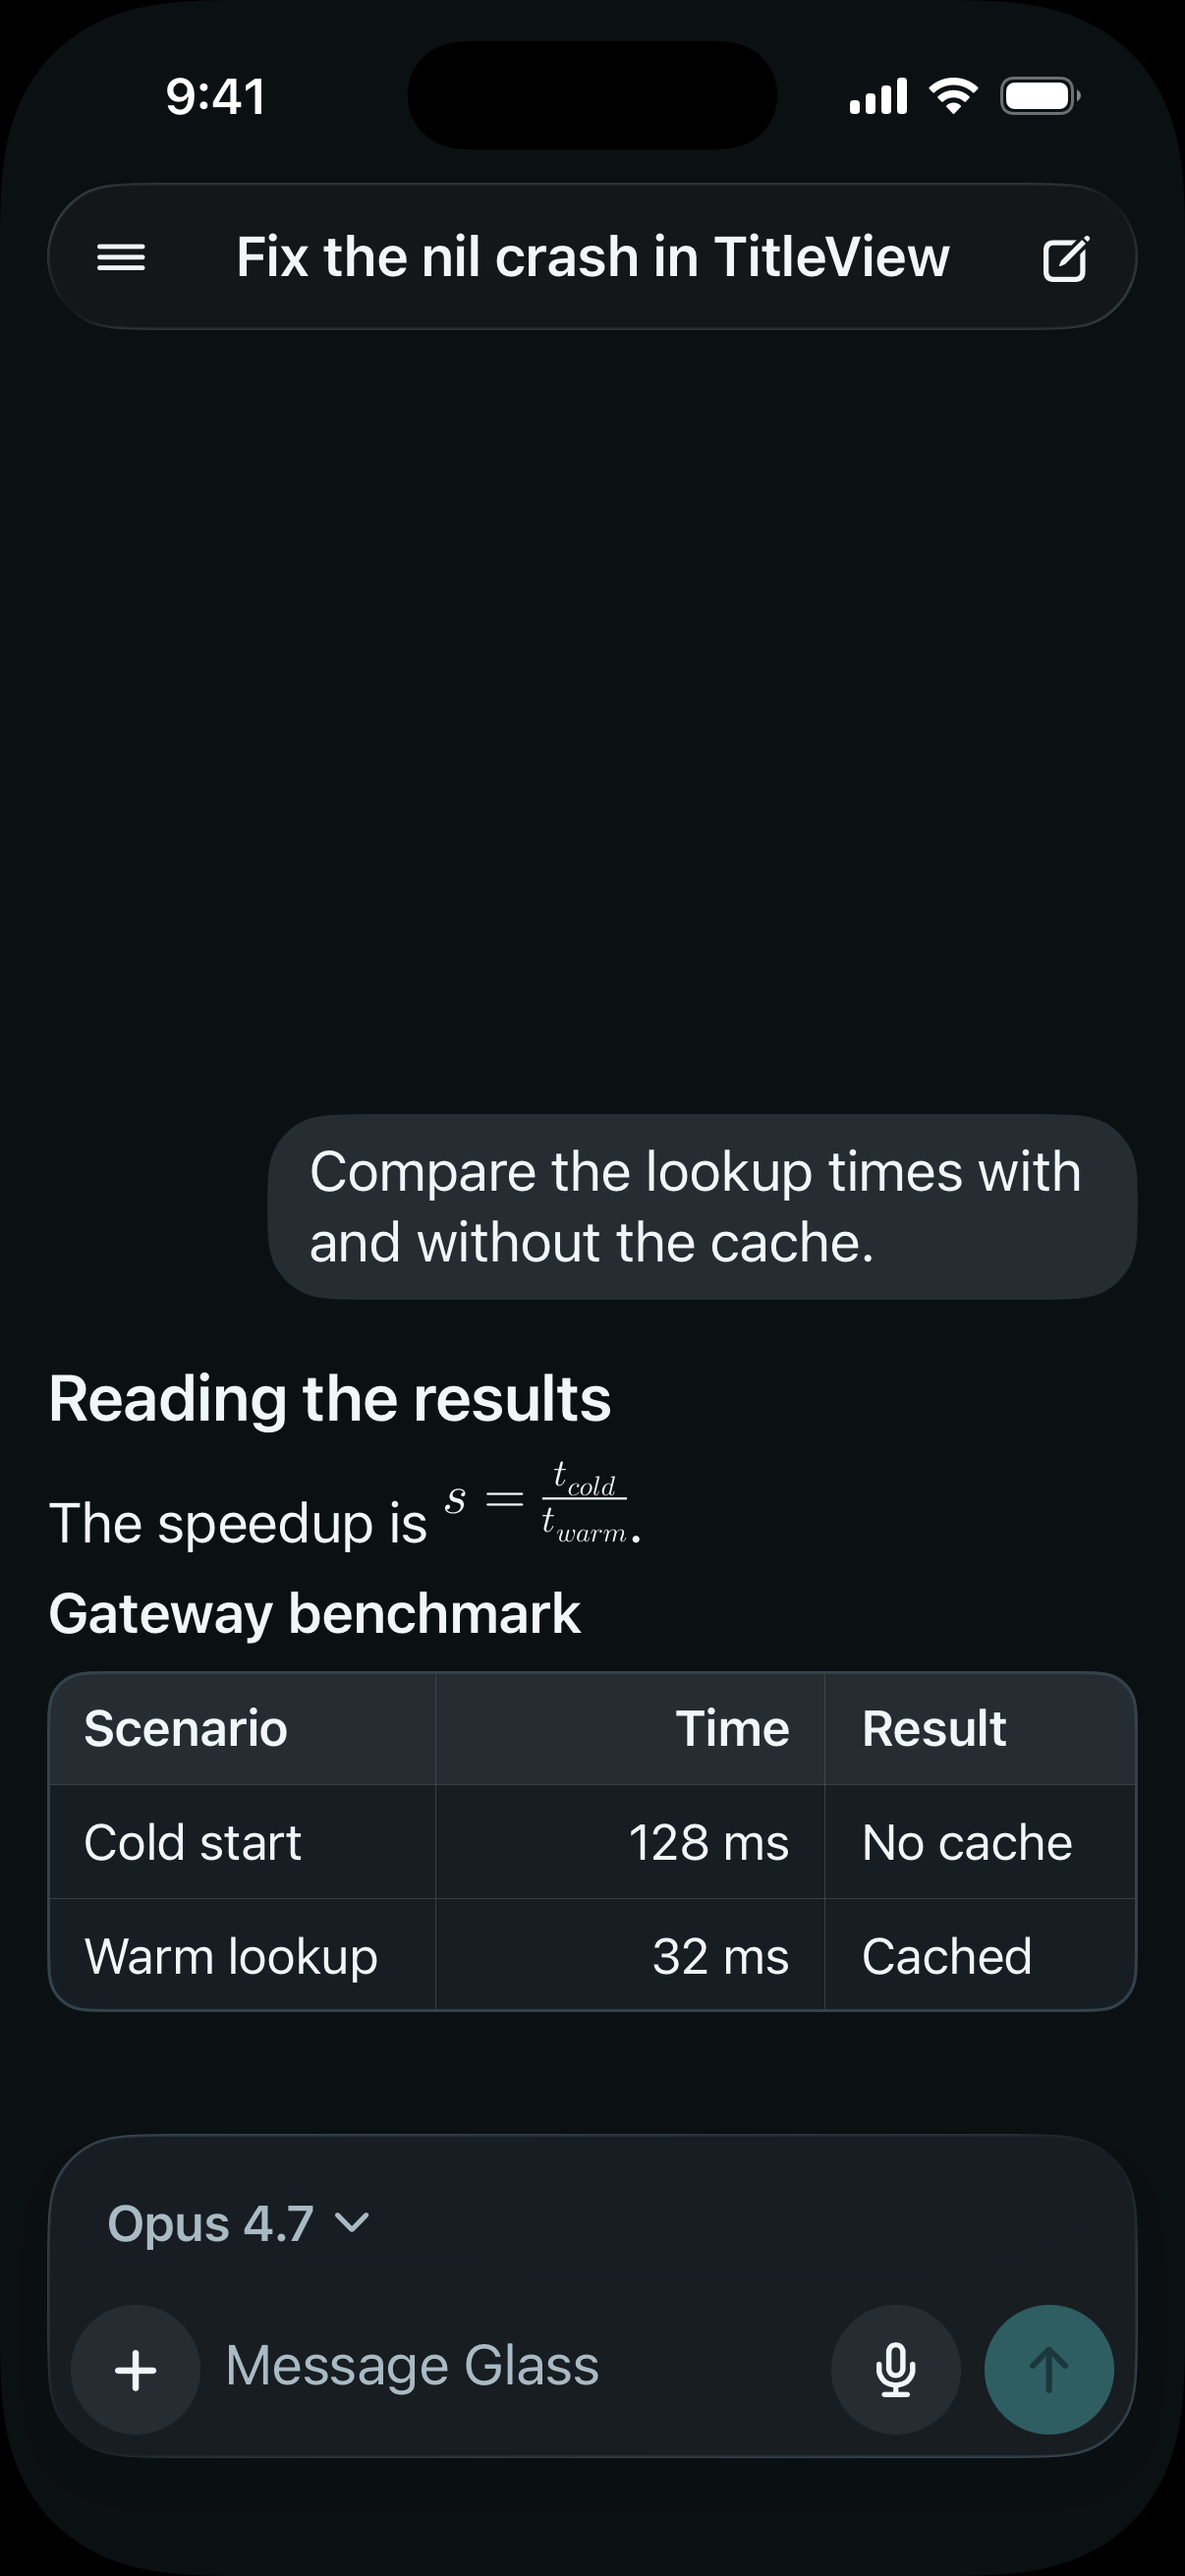 9:41
Fix the nil crash in TitleView
Compare the lookup times with
and without the cache.
Reading the results
The speedup is s = t_cold / t_warm.
Gateway benchmark
Scenario Time Result
Cold start 128 ms No cache
Warm lookup 32 ms Cached
Opus 4.7
Message Glass